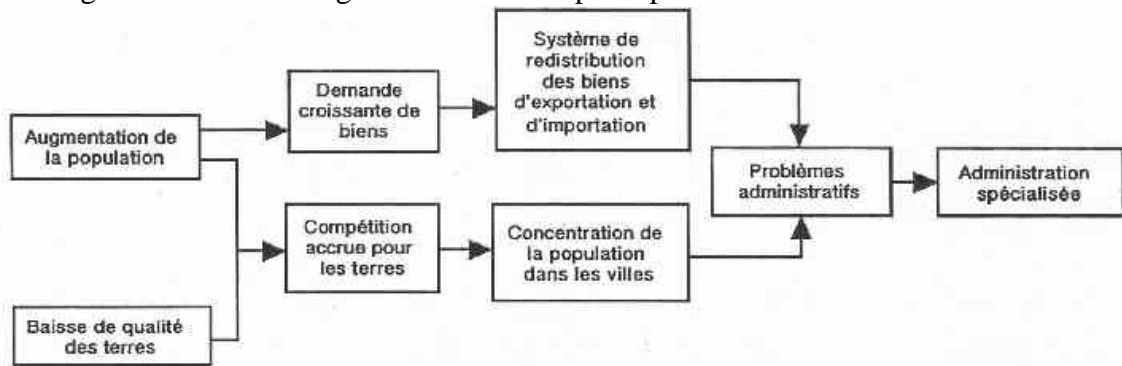 Système de
redistribution
des biens
d'exportation et
d'importation
Demande
croissante de
biens
Augmentation de
la population
Problèmes
administratifs
Administration
spécialisée
Compétition
accrue pour
les terres
Concentration de
la population
dans les villes
Baisse de qualité
des terres